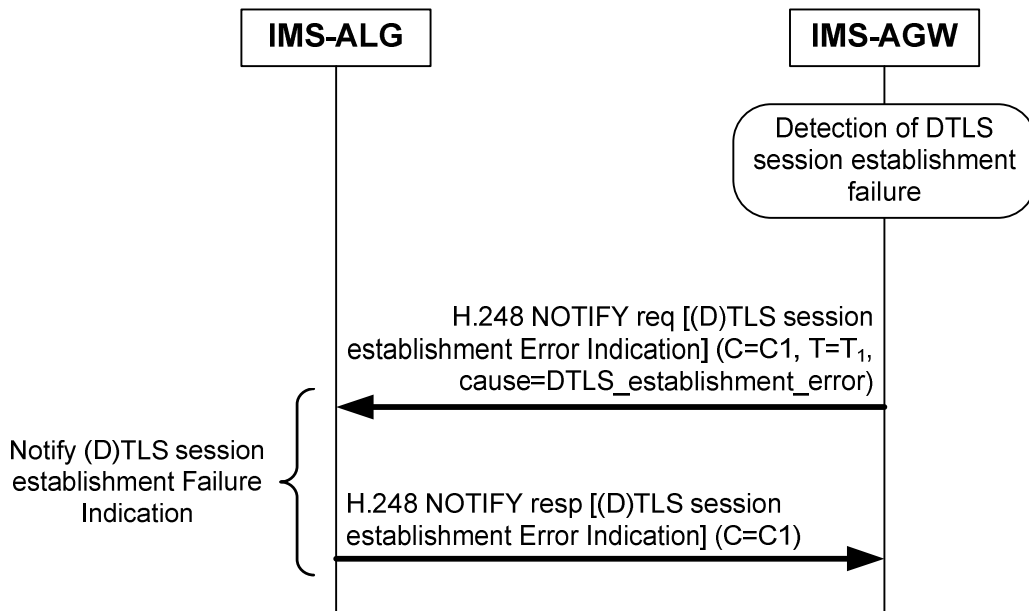 IMS-ALG
IMS-AGW
Detection of DTLS
session establishment
failure
H.248 NOTIFY req [(D)TLS session
establishment Error Indication] (C=C1, T=T₁,
cause=DTLS_establishment_error)
Notify (D)TLS session
establishment Failure
Indication
H.248 NOTIFY resp [(D)TLS session
establishment Error Indication] (C=C1)